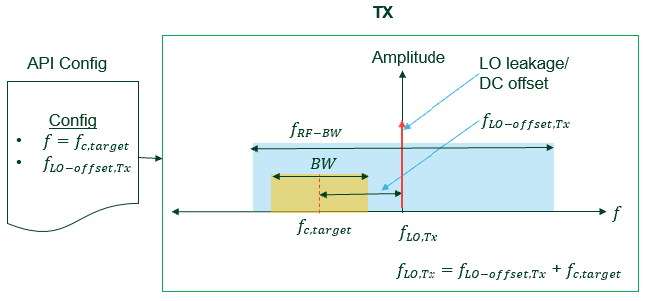 TX
API Config
Config
• f = f_{c,target}
• f_{LO-offset,Tx}
Amplitude
LO leakage/
DC offset
f_{RF-BW}
f_{LO-offset,Tx}
BW
f_{c,target}
f_{LO,Tx}
f
f_{LO,Tx} = f_{LO-offset,Tx} + f_{c,target}